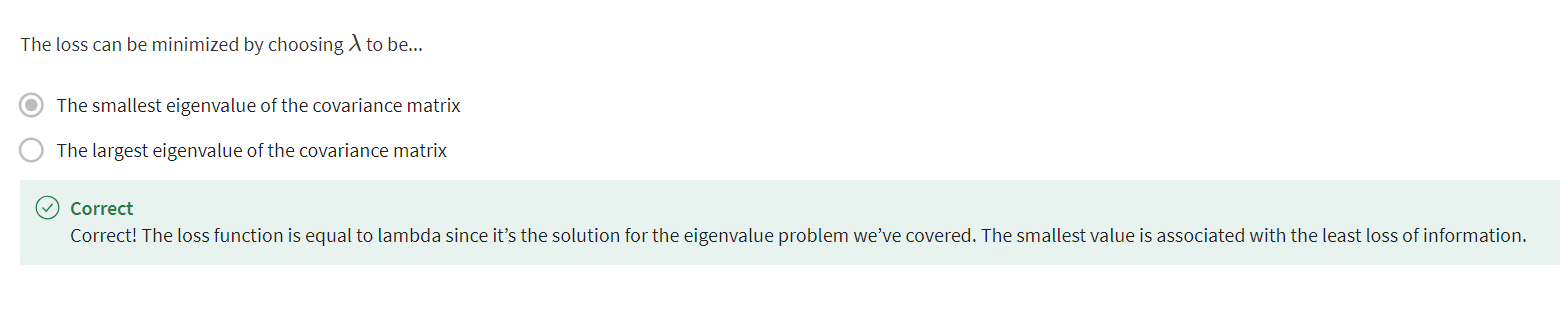 The loss can be minimized by choosing λ to be...
The smallest eigenvalue of the covariance matrix
The largest eigenvalue of the covariance matrix
Correct
Correct! The loss function is equal to lambda since it’s the solution for the eigenvalue problem we’ve covered. The smallest value is associated with the least loss of information.